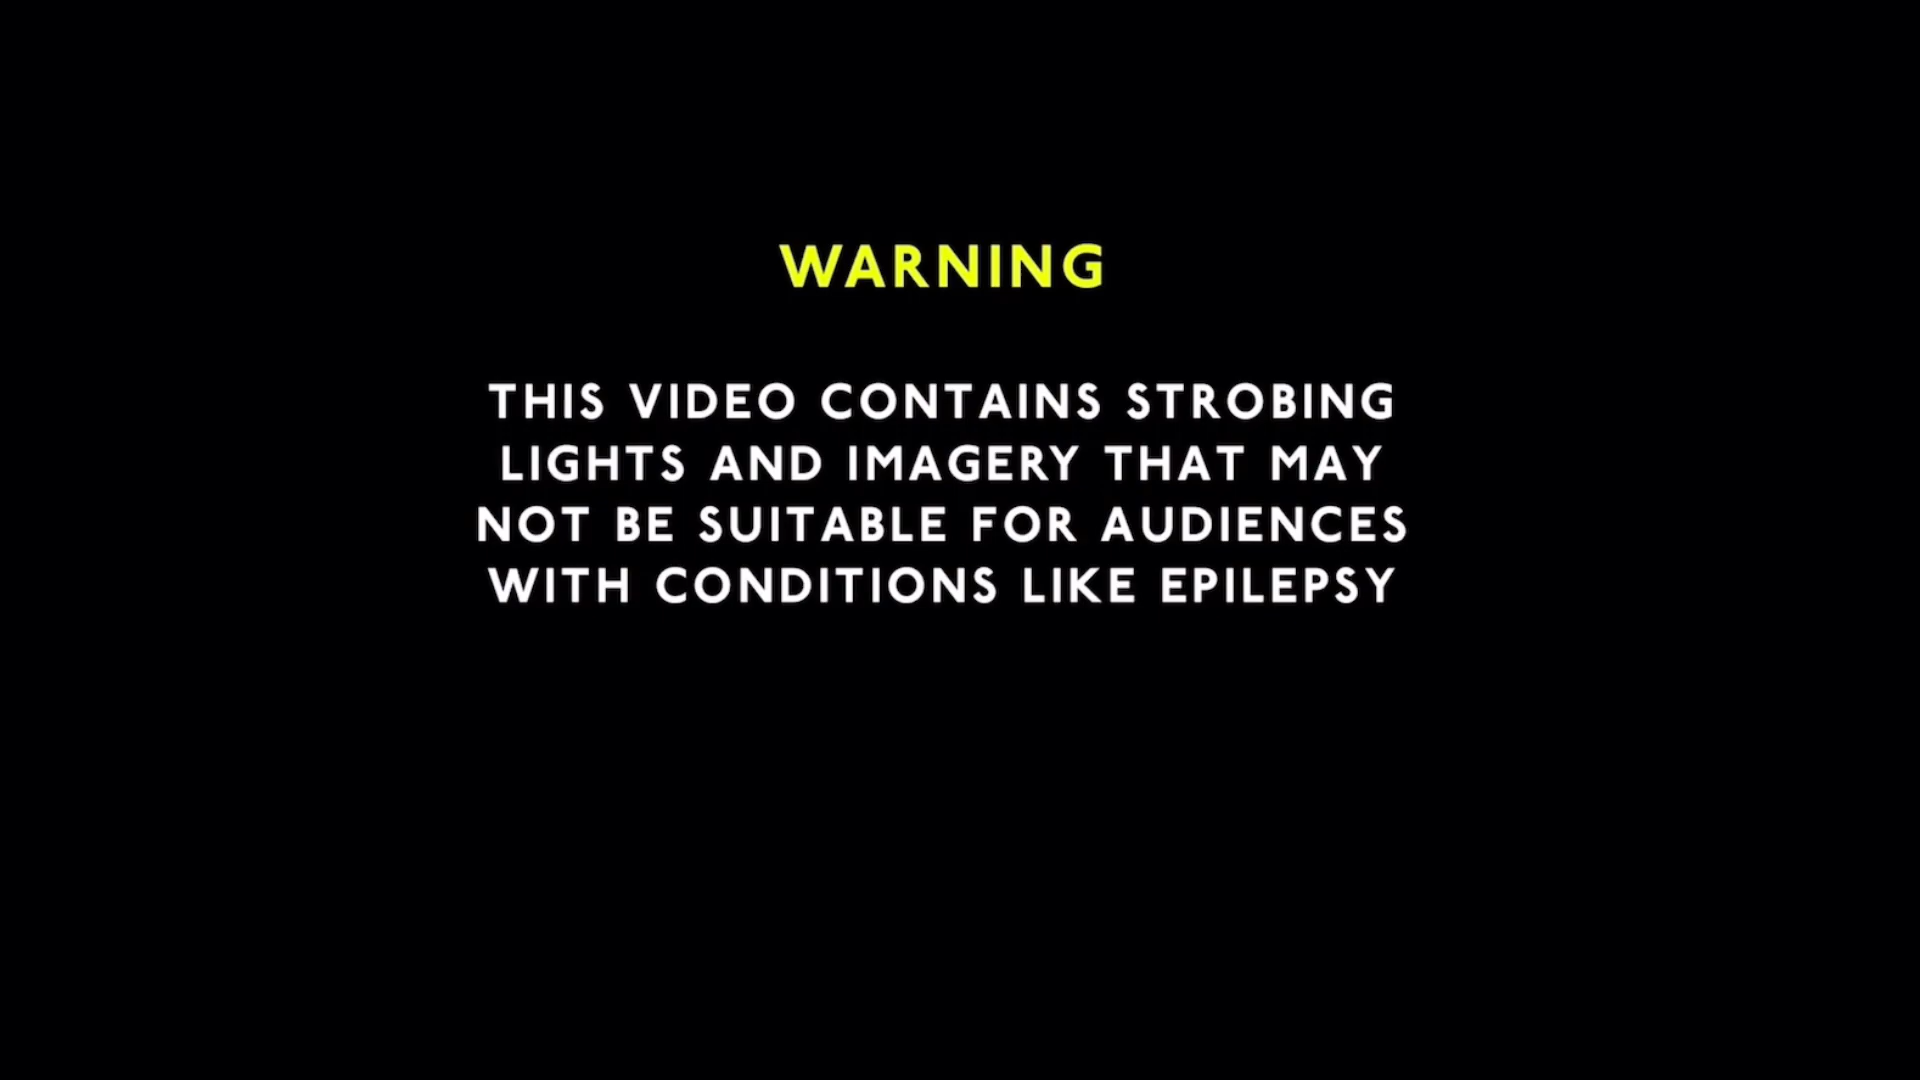 WARNING
THIS VIDEO CONTAINS STROBING
LIGHTS AND IMAGERY THAT MAY
NOT BE SUITABLE FOR AUDIENCES
WITH CONDITIONS LIKE EPILEPSY